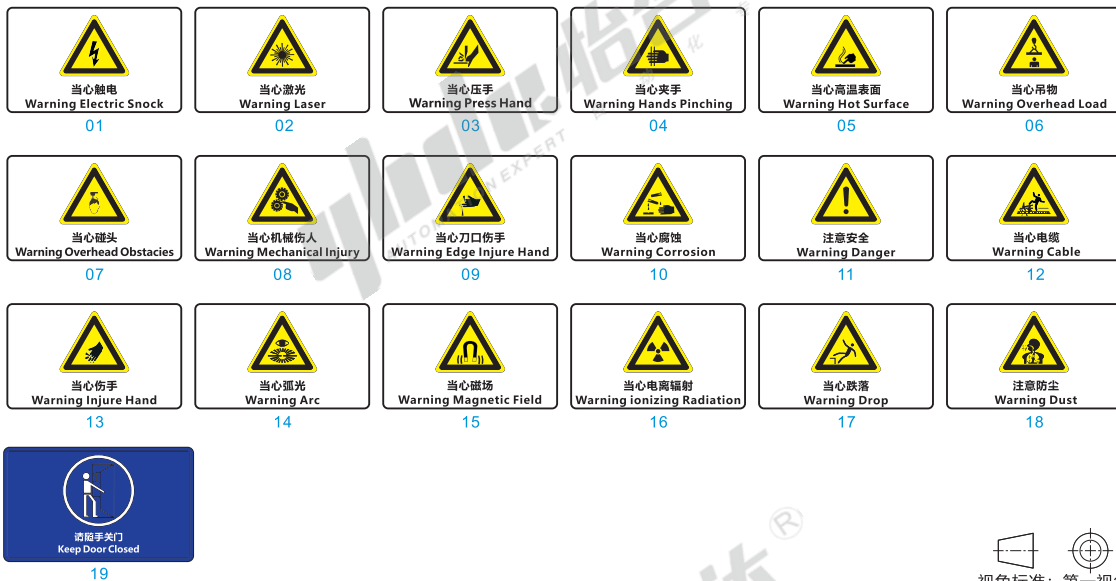 当心触电
Warning Electric Snock
01
当心激光
Warning Laser
02
当心压手
Warning Press Hand
03
当心夹手
Warning Hands Pinching
04
当心高温表面
Warning Hot Surface
05
当心吊物
Warning Overhead Load
06
当心碰头
Warning Overhead Obstacies
07
当心机械伤人
Warning Mechanical Injury
08
当心刀口伤手
Warning Edge Injure Hand
09
当心腐蚀
Warning Corrosion
10
注意安全
Warning Danger
11
当心电缆
Warning Cable
12
当心伤手
Warning Injure Hand
13
当心弧光
Warning Arc
14
当心磁场
Warning Magnetic Field
15
当心电离辐射
Warning ionizing Radiation
16
当心跌落
Warning Drop
17
注意防尘
Warning Dust
18
请随手关门
Keep Door Closed
19
视角标准：第一视